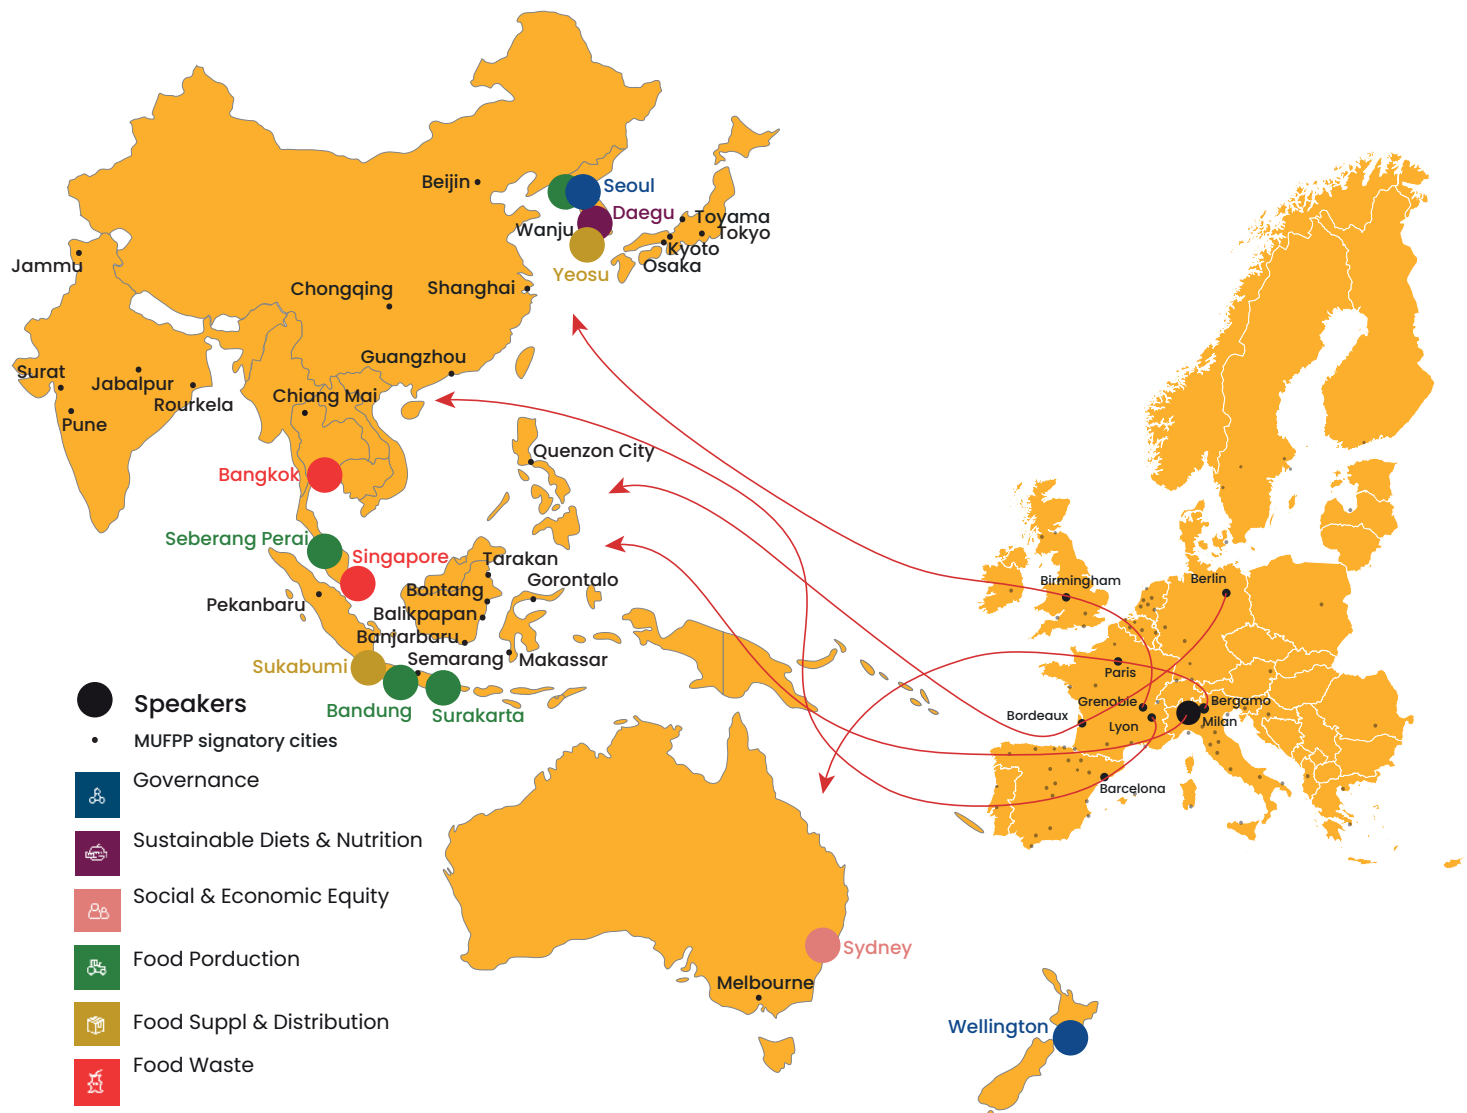 Beijin
Seoul
Daegu
Toyama
Wanju
Tokyo
Kyoto
Osaka
Yeosu
Jammu
Chongqing
Shanghai
Guangzhou
Surat
Jabalpur
Chiang Mai
Rourkela
Pune
Quenzon City
Bangkok
Seberang Perai
Singapore
Tarakan
Gorontalo
Bontang
Pekanbaru
Balikpapan
Banjarbaru
Semarang
Makassar
Sukabumi
Bandung
Surakarta
Birmingham
Berlin
Paris
Grenoble
Bergamo
Bordeaux
Lyon
Milan
Barcelona
Sydney
Melbourne
Wellington
Speakers
MUFPP signatory cities
Governance
Sustainable Diets & Nutrition
Social & Economic Equity
Food Porduction
Food Suppl & Distribution
Food Waste